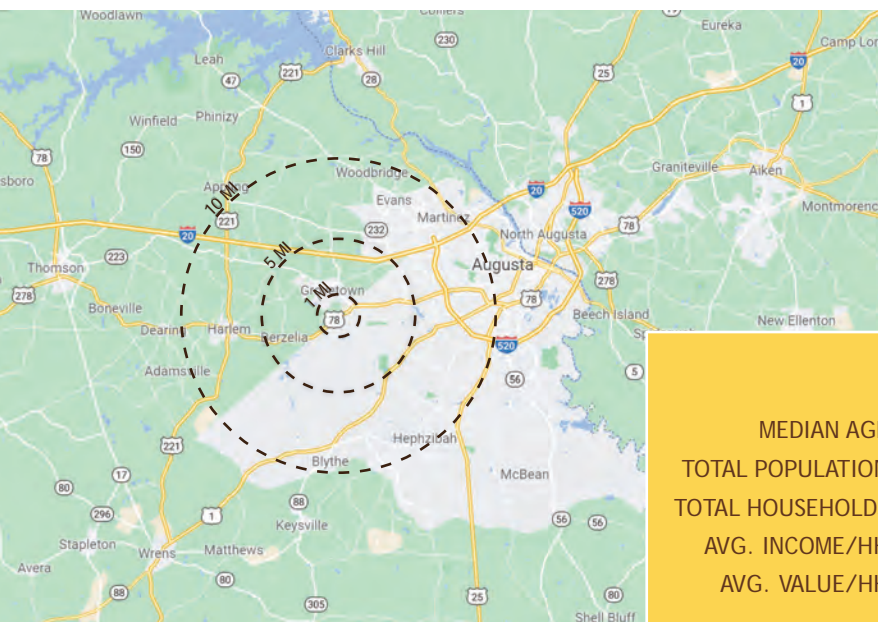 Woodlawn
Colliers
Eureka
230
20
Camp Lor
Leah
Clarks Hill
221
47
28
25
1
Winfield
Phinizy
150
78
sboro
Woodbridge
Graniteville
Aiken
Appling
10 MI
221
Evans
20
520
Martinez
232
78
Montmorenc
20
North Augusta
5 MI
223
Thomson
Augusta
278
278
Grovetown
1 MI
78
78
Boneville
Beech Island
New Ellenton
Dearing
Harlem
Berzelia
520
Adamsville
56
5
221
Hephzibah
Blythe
17
McBean
80
88
296
1
Keysville
56
56
Stapleton
Wrens
Matthews
Avera
80
88
305
25
80
Shell Bluff
MEDIAN AG
TOTAL POPULATION
TOTAL HOUSEHOLD
AVG. INCOME/H
AVG. VALUE/H